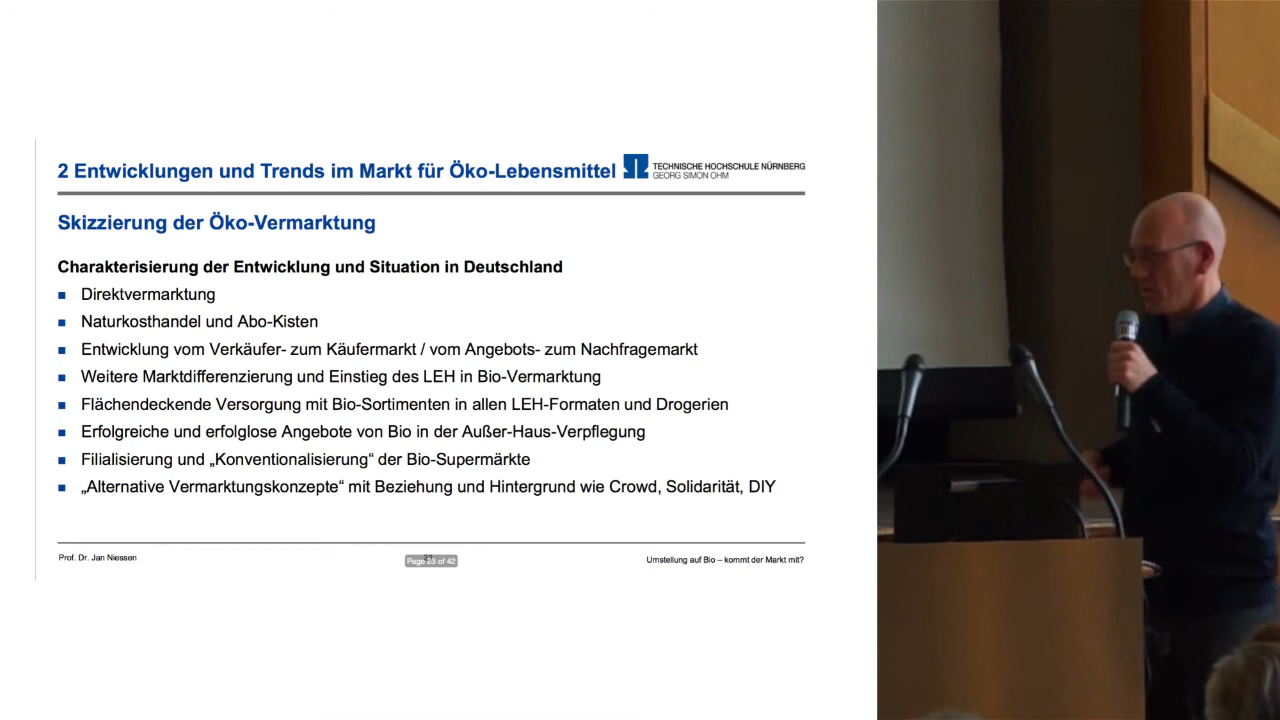 2 Entwicklungen und Trends im Markt für Öko-Lebensmittel
TECHNISCHE HOCHSCHULE NÜRNBERG
GEORG SIMON OHM
Skizzierung der Öko-Vermarktung
Charakterisierung der Entwicklung und Situation in Deutschland
Direktvermarktung
Naturkosthandel und Abo-Kisten
Entwicklung vom Verkäufer- zum Käufermarkt / vom Angebots- zum Nachfragemarkt
Weitere Marktdifferenzierung und Einstieg des LEH in Bio-Vermarktung
Flächendeckende Versorgung mit Bio-Sortimenten in allen LEH-Formaten und Drogerien
Erfolgreiche und erfolglose Angebote von Bio in der Außer-Haus-Verpflegung
Filialisierung und „Konventionalisierung“ der Bio-Supermärkte
„Alternative Vermarktungskonzepte“ mit Beziehung und Hintergrund wie Crowd, Solidarität, DIY
Prof. Dr. Jan Niessen
Page 23 of 42
Umstellung auf Bio – kommt der Markt mit?